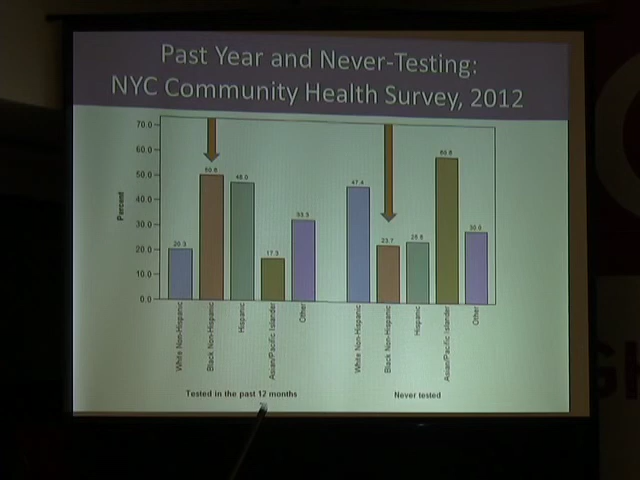 Past Year and Never-Testing:
NYC Community Health Survey, 2012
70.0
60.0
50.0
40.0
30.0
20.0
10.0
0.0
Percent
20.3
50.8
48.0
17.3
33.3
47.4
23.7
30.0
White Non-Hispanic
Black Non-Hispanic
Hispanic
Asian/Pacific Islander
Other
White Non-Hispanic
Black Non-Hispanic
Hispanic
Asian/Pacific Islander
Other
Tested in the past 12 months
Never tested